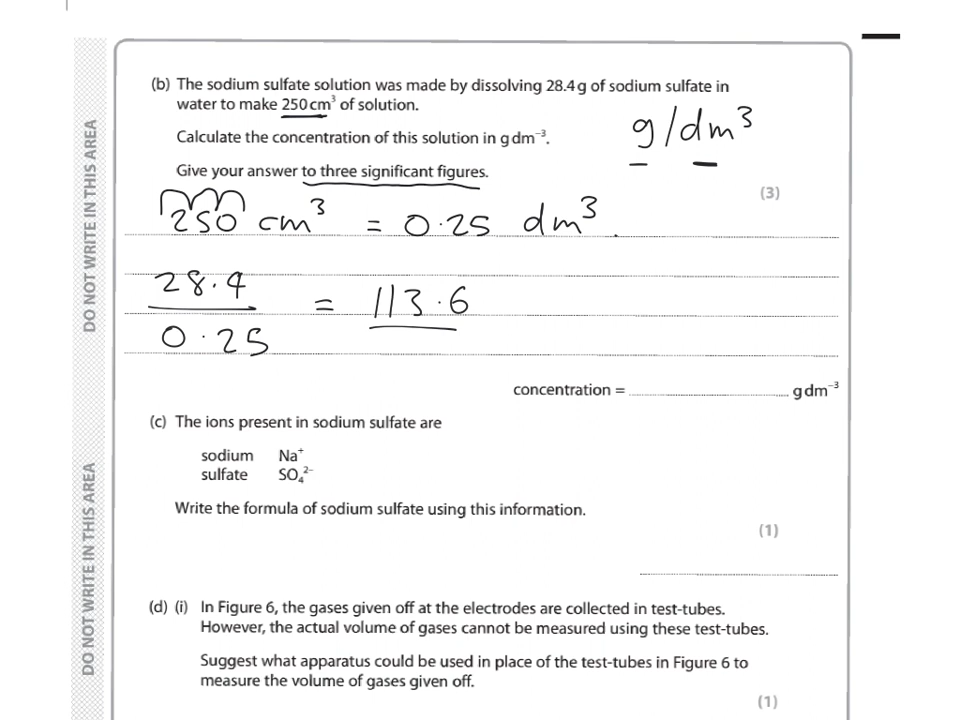 (b) The sodium sulfate solution was made by dissolving 28.4 g of sodium sulfate in
water to make 250 cm³ of solution.
g/dm³
Calculate the concentration of this solution in g dm⁻³.
Give your answer to three significant figures.
(3)
250 cm³ = 0.25 dm³.
28.4 / 0.25 = 113.6
concentration = ........................................ g dm⁻³
(c) The ions present in sodium sulfate are
sodium Na⁺
sulfate SO₄²⁻
Write the formula of sodium sulfate using this information.
(1)
(d) (i) In Figure 6, the gases given off at the electrodes are collected in test-tubes.
However, the actual volume of gases cannot be measured using these test-tubes.
Suggest what apparatus could be used in place of the test-tubes in Figure 6 to
measure the volume of gases given off.
(1)
DO NOT WRITE IN THIS AREA
DO NOT WRITE IN THIS AREA